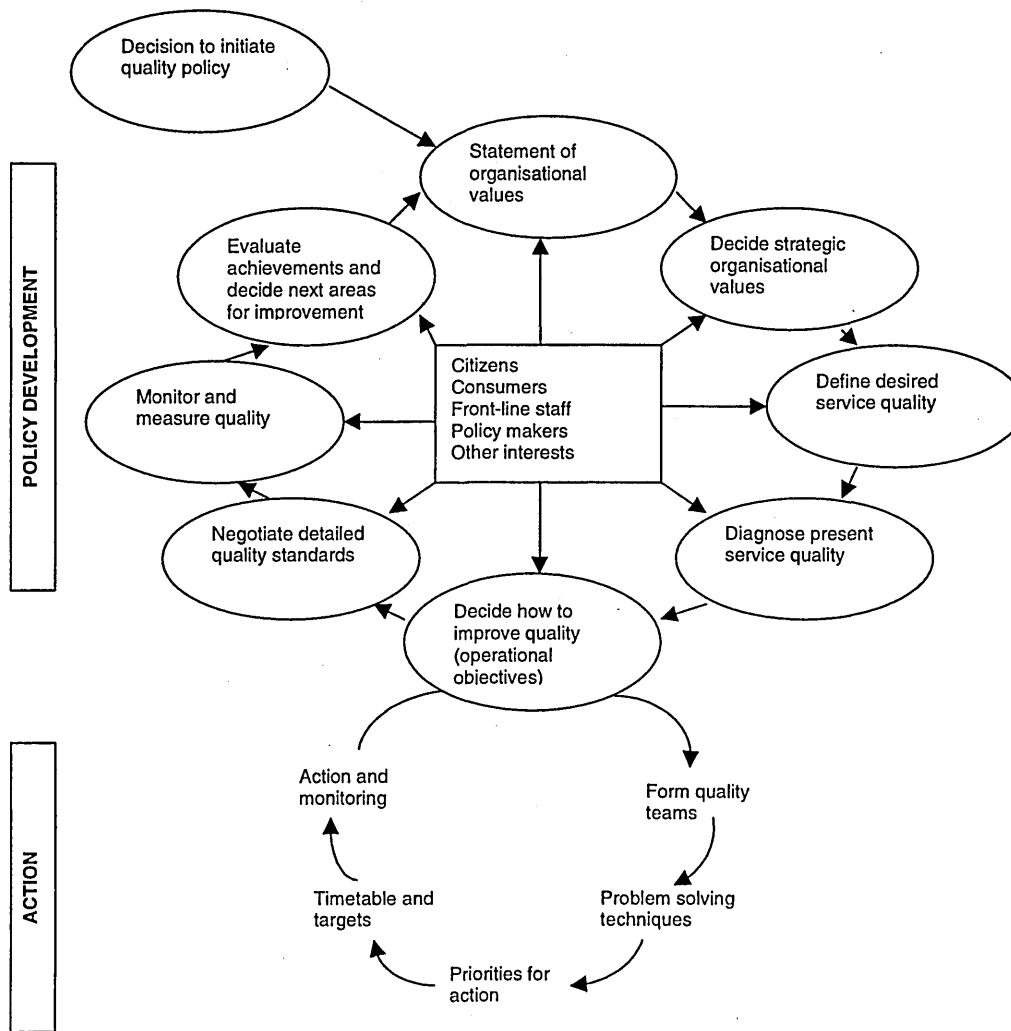 Decision to initiate
quality policy
Statement of
organisational
values
Decide strategic
organisational
values
Define desired
service quality
Diagnose present
service quality
Decide how to
improve quality
(operational
objectives)
Negotiate detailed
quality standards
Monitor and
measure quality
Evaluate
achievements and
decide next areas
for improvement
Citizens
Consumers
Front-line staff
Policy makers
Other interests
POLICY DEVELOPMENT
Form quality
teams
Problem solving
techniques
Priorities for
action
Timetable and
targets
Action and
monitoring
ACTION